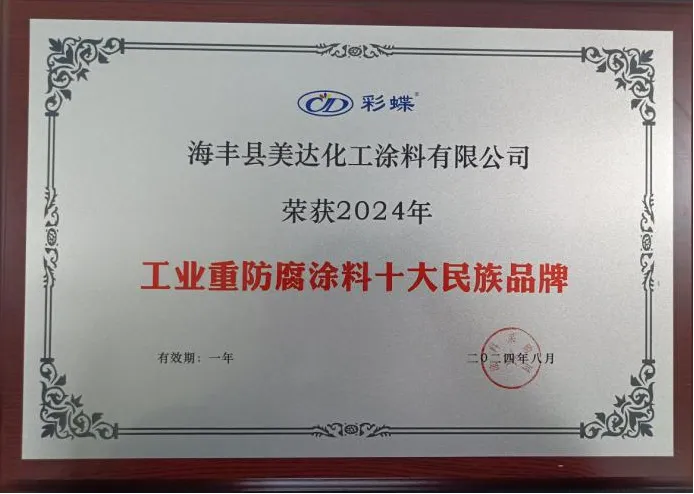 CD 彩蝶®
海丰县美达化工涂料有限公司
荣获2024年
工业重防腐涂料十大民族品牌
有效期：一年
二〇二四年八月